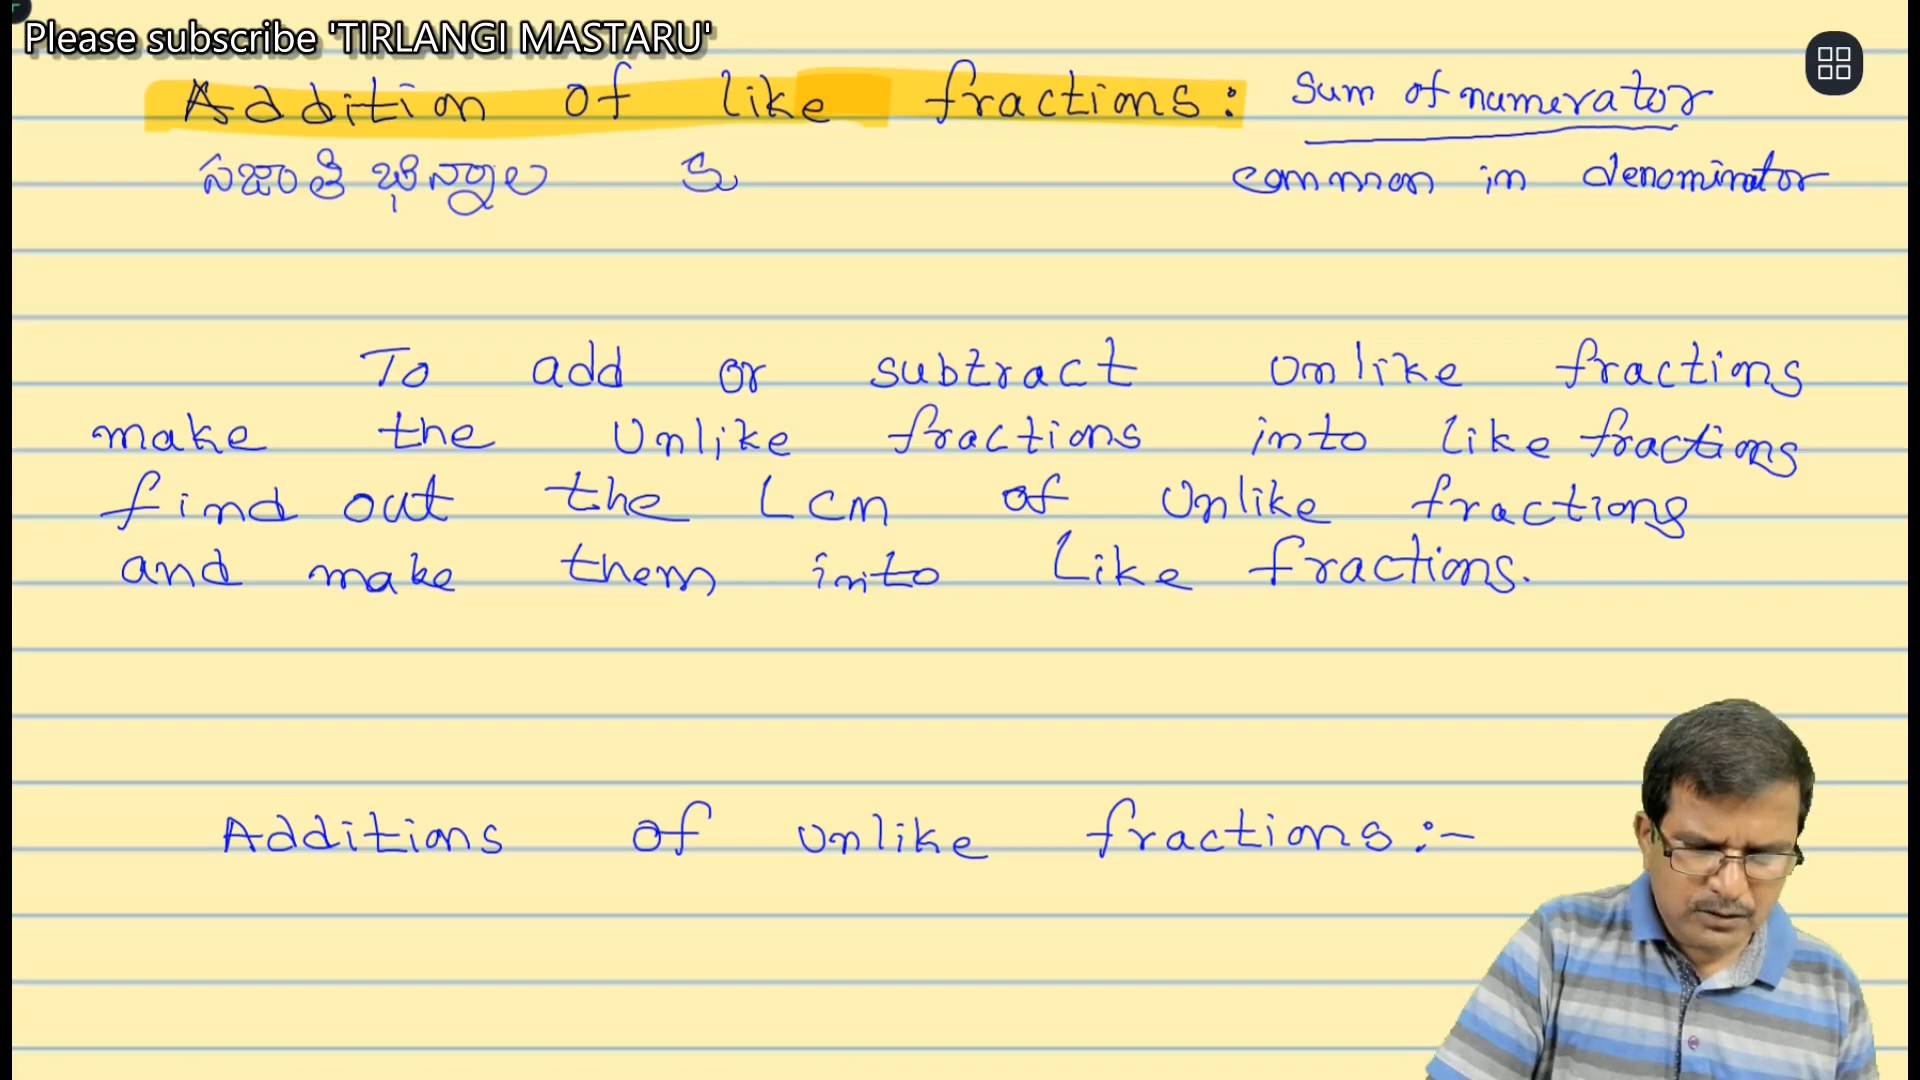 Please subscribe 'TIRLANGI MASTARU'
Addition of like fractions: Sum of numerator
సజాతి భిన్నాల కు common in denominator
To add or subtract unlike fractions
make the Unlike fractions into like fractions
find out the LCM of Unlike fractions
and make them into Like fractions.
Additions of unlike fractions :-